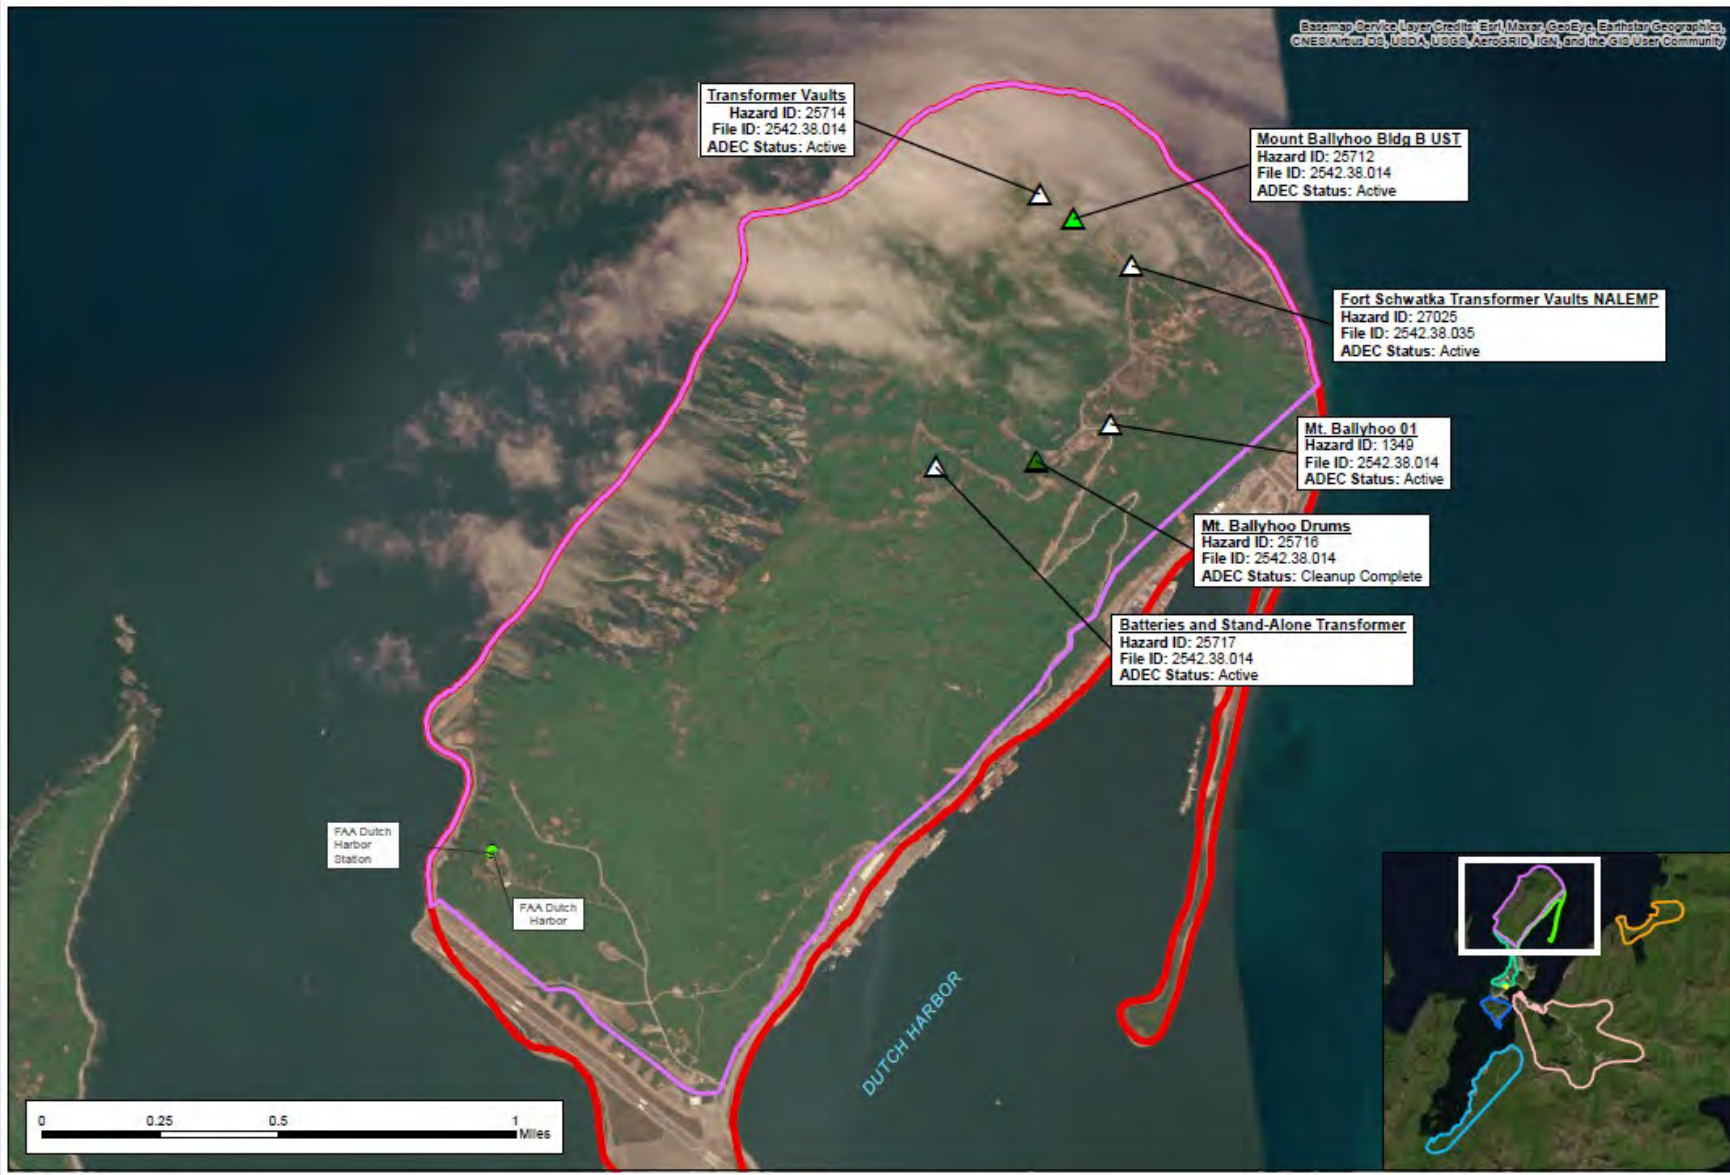 Basemap Service Layer Credits: Esri, Maxar, GeoEye, Earthstar Geographics,
CNES/Airbus DS, USDA, USGS, AeroGRID, IGN, and the GIS User Community
Transformer Vaults
Hazard ID: 25714
File ID: 2542.38.014
ADEC Status: Active
Mount Ballyhoo Bldg B UST
Hazard ID: 25712
File ID: 2542.38.014
ADEC Status: Active
Fort Schwatka Transformer Vaults NALEMP
Hazard ID: 27025
File ID: 2542.38.035
ADEC Status: Active
Mt. Ballyhoo 01
Hazard ID: 1349
File ID: 2542.38.014
ADEC Status: Active
Mt. Ballyhoo Drums
Hazard ID: 25716
File ID: 2542.38.014
ADEC Status: Cleanup Complete
Batteries and Stand-Alone Transformer
Hazard ID: 25717
File ID: 2542.38.014
ADEC Status: Active
FAA Dutch
Harbor
Station
FAA Dutch
Harbor
DUTCH HARBOR
0 0.25 0.5 1
Miles